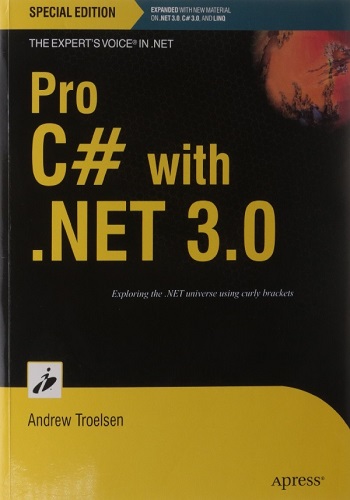 SPECIAL EDITION
EXPANDED WITH NEW MATERIAL
ON .NET 3.0, C# 3.0, AND LINQ
THE EXPERT'S VOICE® IN .NET
Pro
C# with
.NET 3.0
Exploring the .NET universe using curly brackets
Andrew Troelsen
Apress®